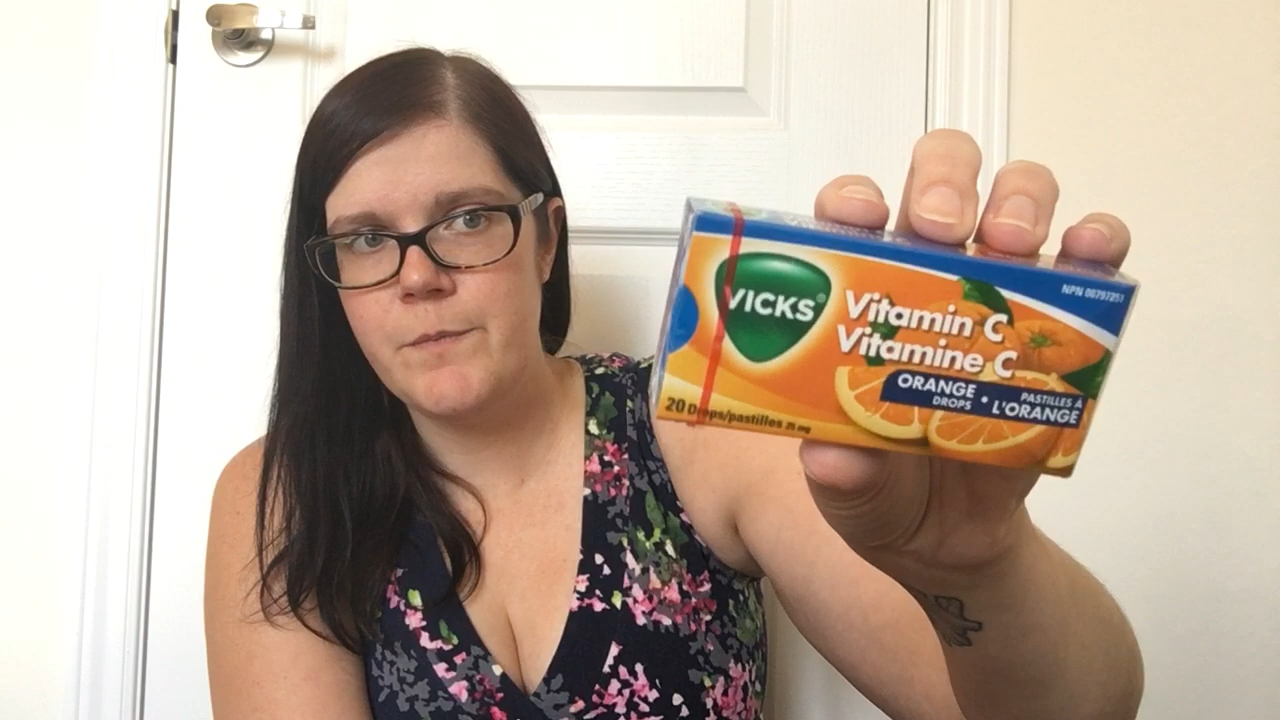 NPN 00797251
VICKS®
Vitamin C
Vitamine C
ORANGE DROPS • PASTILLES À L'ORANGE
20 Drops/pastilles 25 mg